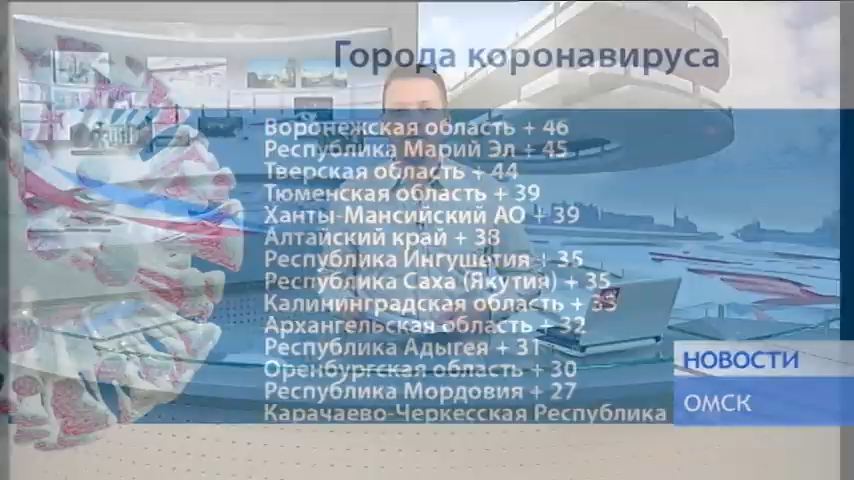 Города коронавируса
Воронежская область + 46
Республика Марий Эл + 45
Тверская область + 44
Тюменская область + 39
Ханты-Мансийский АО + 39
Алтайский край + 38
Республика Ингушетия + 35
Республика Саха (Якутия) + 35
Калининградская область + 33
Архангельская область + 32
Республика Адыгея + 31
Оренбургская область + 30
Республика Мордовия + 27
Карачаево-Черкесская Республика
НОВОСТИ
ОМСК